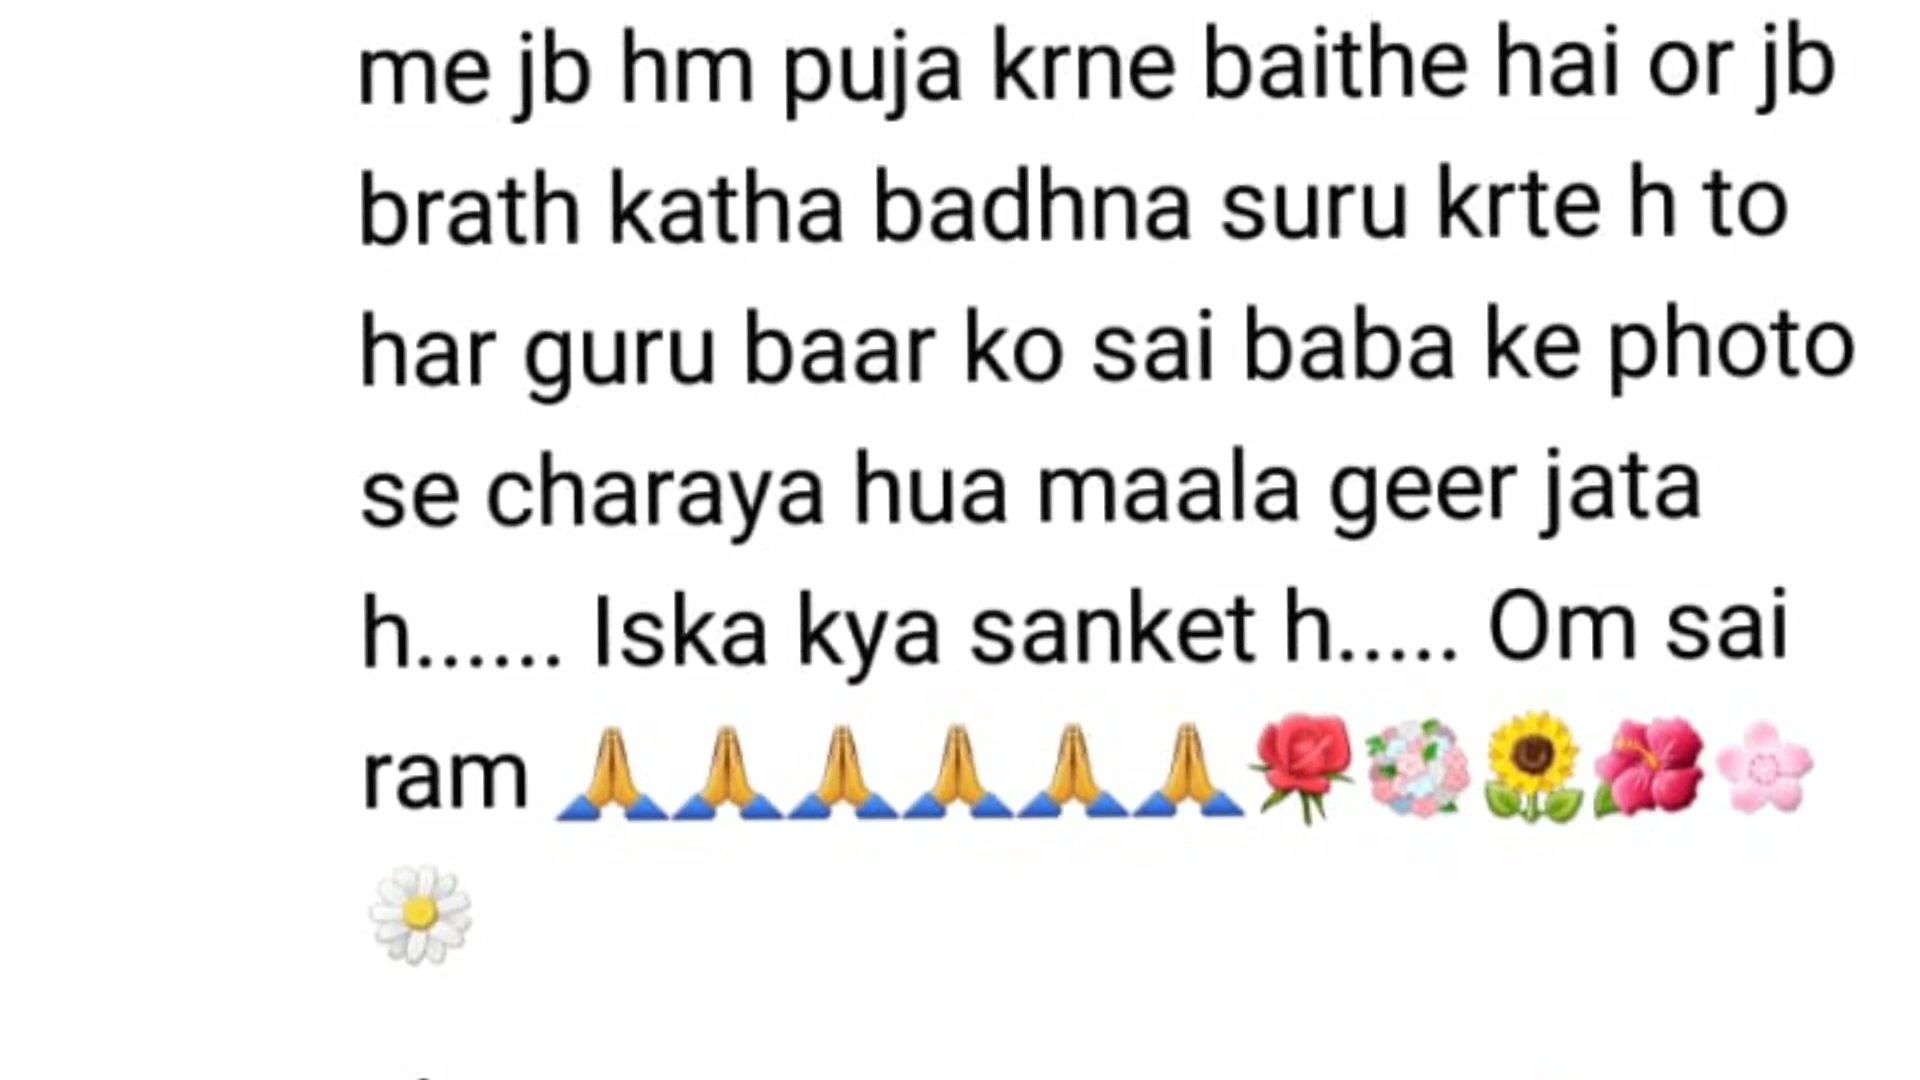 me jb hm puja krne baithe hai or jb
brath katha badhna suru krte h to
har guru baar ko sai baba ke photo
se charaya hua maala geer jata
h...... Iska kya sanket h..... Om sai
ram 🙏🙏🙏🙏🙏🙏🌹💐🌻🌺🌸
🌼